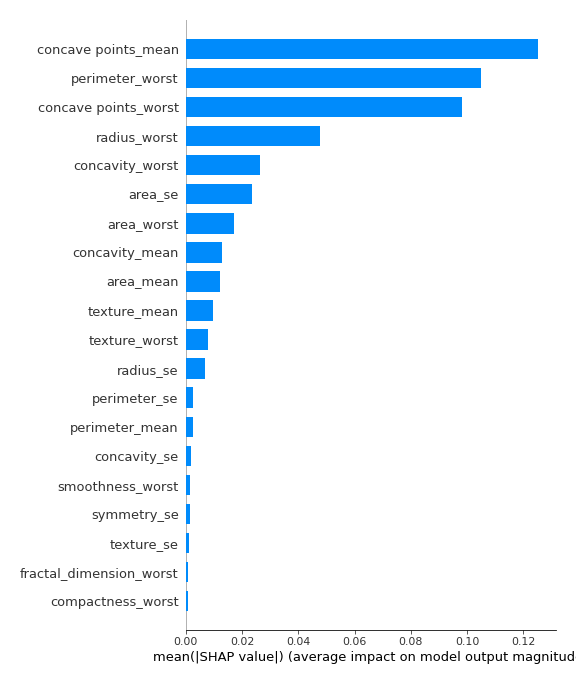 concave points_mean
perimeter_worst
concave points_worst
radius_worst
concavity_worst
area_se
area_worst
concavity_mean
area_mean
texture_mean
texture_worst
radius_se
perimeter_se
perimeter_mean
concavity_se
smoothness_worst
symmetry_se
texture_se
fractal_dimension_worst
compactness_worst
0.00 0.02 0.04 0.06 0.08 0.10 0.12
mean(|SHAP value|) (average impact on model output magnitud